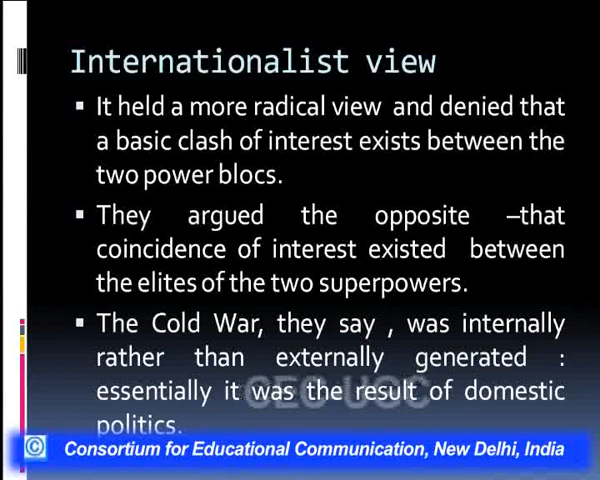 Internationalist view
▪ It held a more radical view and denied that
a basic clash of interest exists between the
two power blocs.
▪ They argued the opposite –that
coincidence of interest existed between
the elites of the two superpowers.
▪ The Cold War, they say , was internally
rather than externally generated :
essentially it was the result of domestic
politics.
CEC UGC
© Consortium for Educational Communication, New Delhi, India